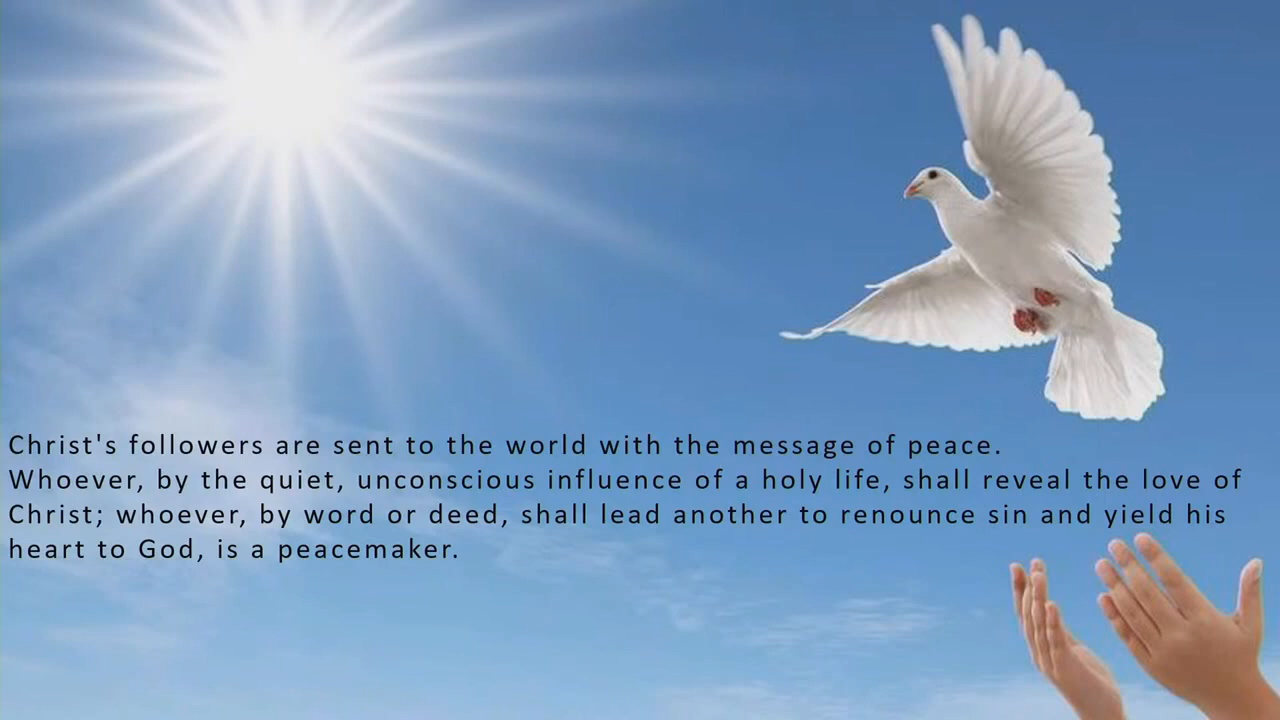 Christ's followers are sent to the world with the message of peace.
Whoever, by the quiet, unconscious influence of a holy life, shall reveal the love of
Christ; whoever, by word or deed, shall lead another to renounce sin and yield his
heart to God, is a peacemaker.